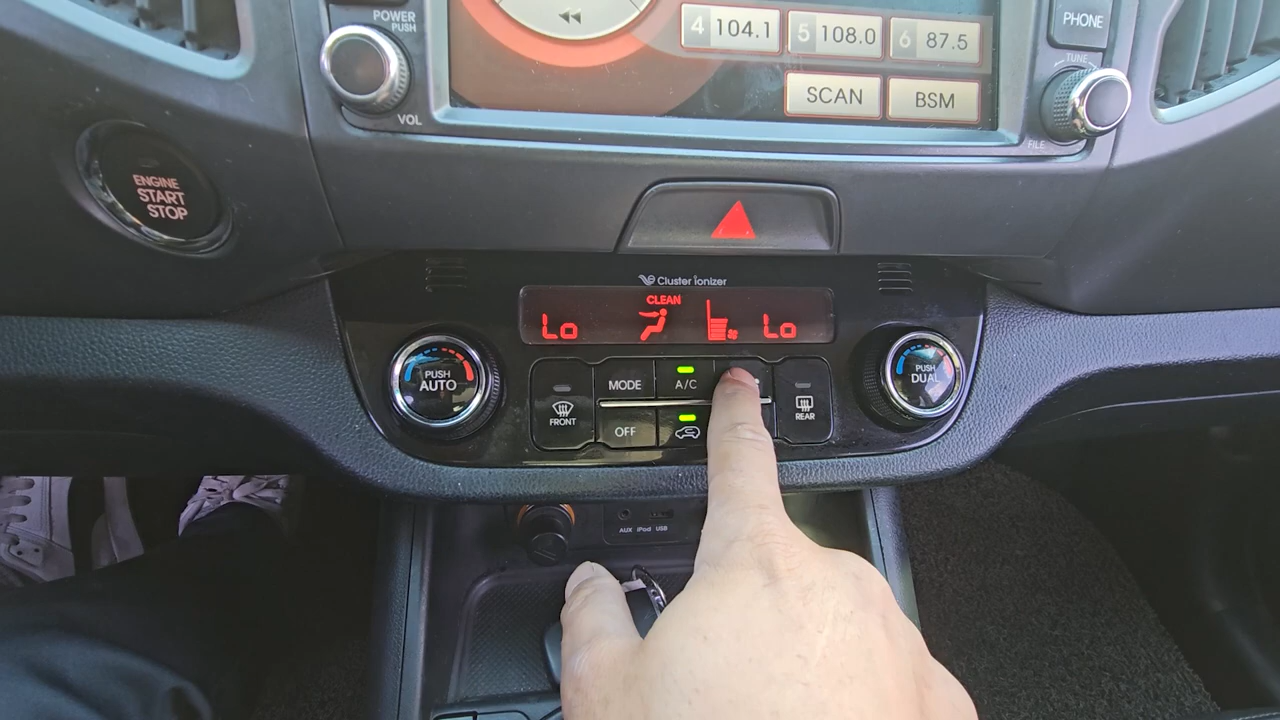 POWER
PUSH
VOL
4 104.1
5 108.0
6 87.5
SCAN
BSM
PHONE
TUNE
FILE
ENGINE
START
STOP
Cluster ionizer
CLEAN
Lo
Lo
PUSH
AUTO
MODE
A/C
FRONT
OFF
REAR
PUSH
DUAL
AUX iPod USB